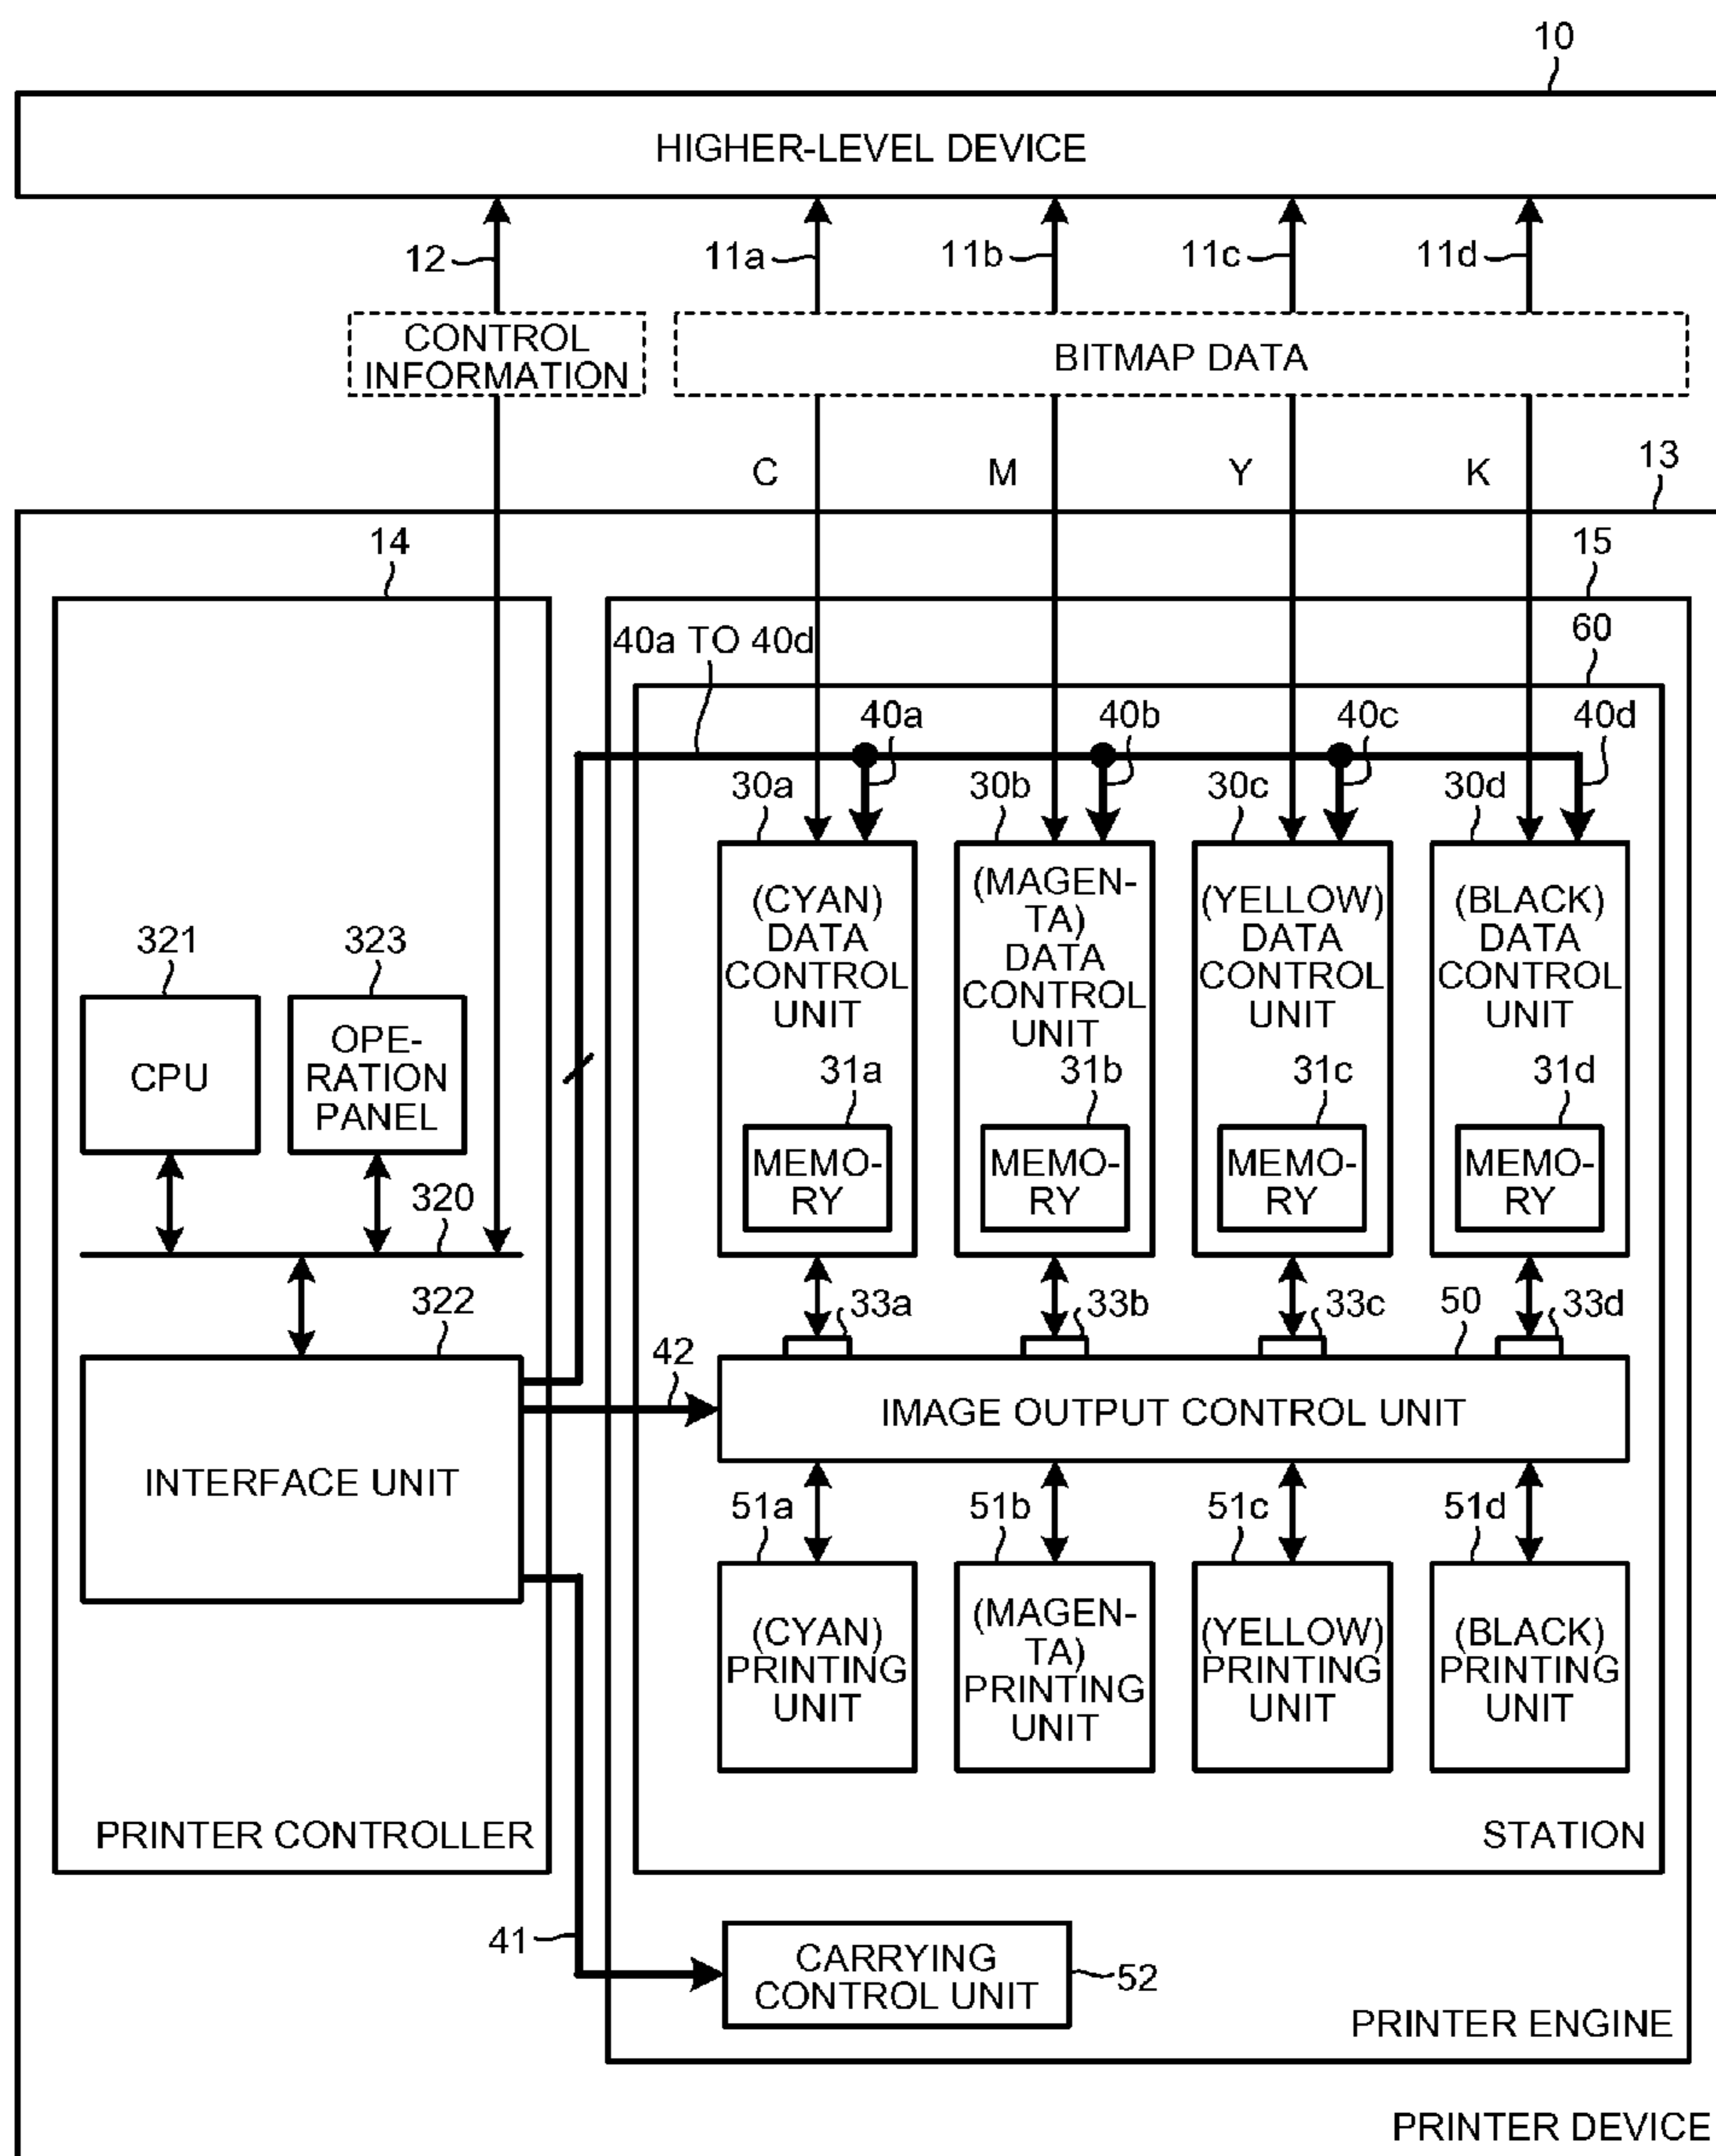 10
HIGHER-LEVEL DEVICE
12
11a
11b
11c
11d
CONTROL
INFORMATION
BITMAP DATA
C
M
Y
K
13
14
15
40a TO 40d
60
40a
40b
40c
40d
30a
30b
30c
30d
(CYAN)
DATA
CONTROL
UNIT
(MAGEN-
TA)
DATA
CONTROL
UNIT
(YELLOW)
DATA
CONTROL
UNIT
(BLACK)
DATA
CONTROL
UNIT
321
323
CPU
OPE-
RATION
PANEL
31a
31b
31c
31d
MEMO-
RY
MEMO-
RY
MEMO-
RY
MEMO-
RY
320
322
33a
33b
33c
50
33d
42
IMAGE OUTPUT CONTROL UNIT
INTERFACE UNIT
51a
51b
51c
51d
(CYAN)
PRINTING
UNIT
(MAGEN-
TA)
PRINTING
UNIT
(YELLOW)
PRINTING
UNIT
(BLACK)
PRINTING
UNIT
PRINTER CONTROLLER
STATION
41
CARRYING
CONTROL UNIT
52
PRINTER ENGINE
PRINTER DEVICE